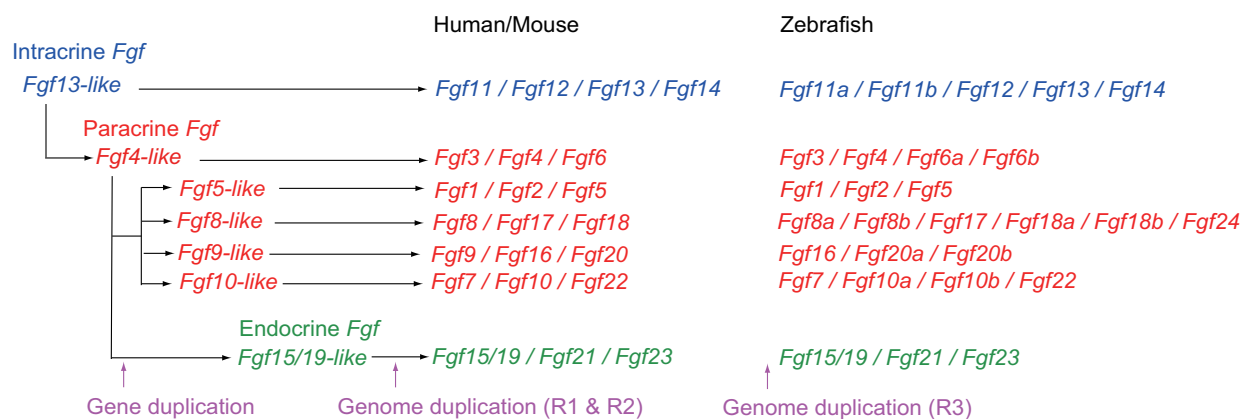 Human/Mouse Zebrafish
Intracrine Fgf
Fgf13-like Fgf11 / Fgf12 / Fgf13 / Fgf14 Fgf11a / Fgf11b / Fgf12 / Fgf13 / Fgf14
Paracrine Fgf
Fgf4-like Fgf3 / Fgf4 / Fgf6 Fgf3 / Fgf4 / Fgf6a / Fgf6b
Fgf5-like Fgf1 / Fgf2 / Fgf5 Fgf1 / Fgf2 / Fgf5
Fgf8-like Fgf8 / Fgf17 / Fgf18 Fgf8a / Fgf8b / Fgf17 / Fgf18a / Fgf18b / Fgf24
Fgf9-like Fgf9 / Fgf16 / Fgf20 Fgf16 / Fgf20a / Fgf20b
Fgf10-like Fgf7 / Fgf10 / Fgf22 Fgf7 / Fgf10a / Fgf10b / Fgf22
Endocrine Fgf
Fgf15/19-like Fgf15/19 / Fgf21 / Fgf23 Fgf15/19 / Fgf21 / Fgf23
Gene duplication Genome duplication (R1 & R2) Genome duplication (R3)